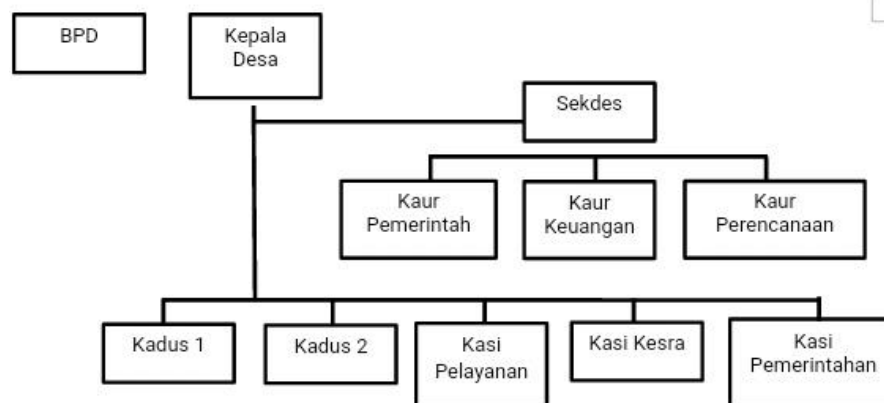 BPD
Kepala
Desa
Sekdes
Kaur
Pemerintah
Kaur
Keuangan
Kaur
Perencanaan
Kadus 1
Kadus 2
Kasi
Pelayanan
Kasi Kesra
Kasi
Pemerintahan